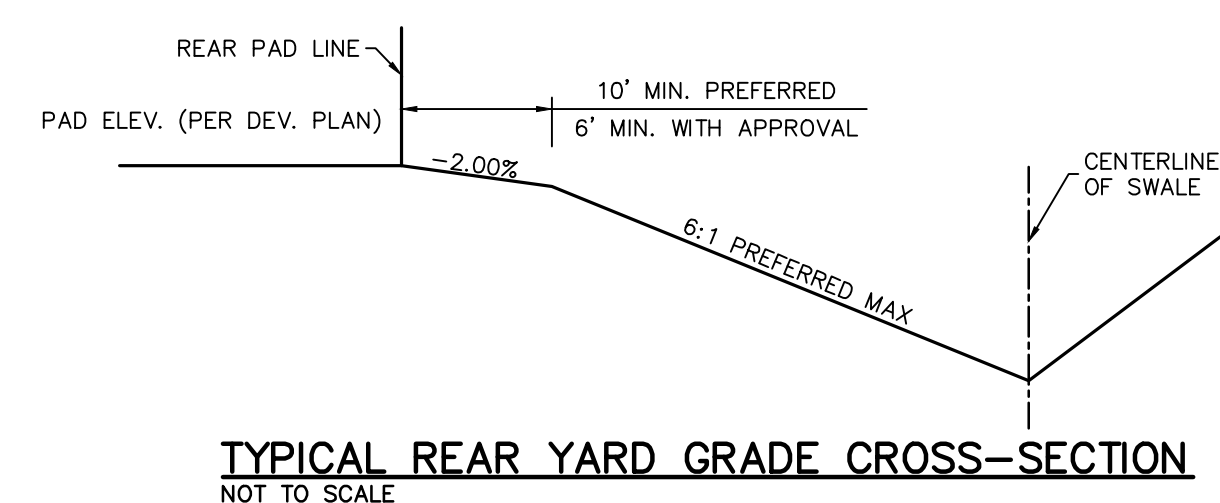 REAR PAD LINE
PAD ELEV. (PER DEV. PLAN)
10' MIN. PREFERRED
6' MIN. WITH APPROVAL
-2.00%
6:1 PREFERRED MAX
CENTERLINE
OF SWALE
TYPICAL REAR YARD GRADE CROSS-SECTION
NOT TO SCALE